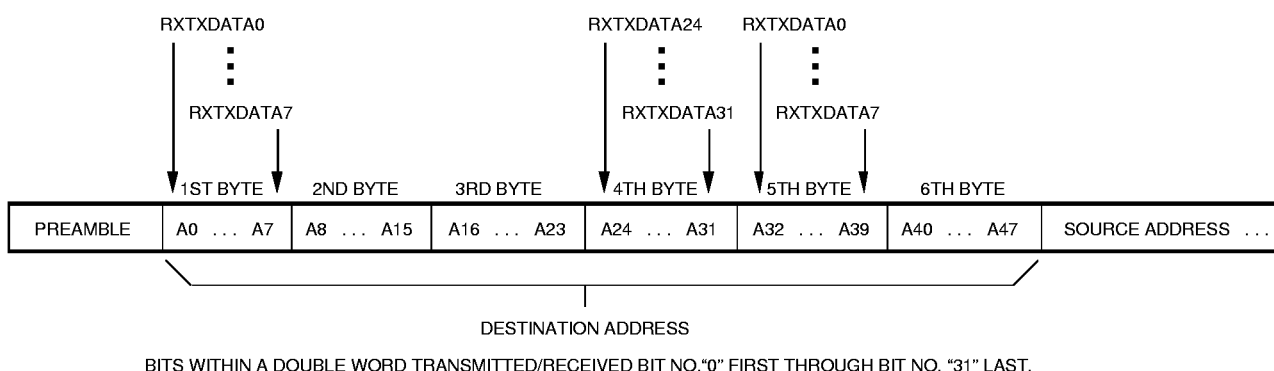 RXTXDATA0 RXTXDATA24 RXTXDATA0
RXTXDATA7 RXTXDATA31 RXTXDATA7
1ST BYTE 2ND BYTE 3RD BYTE 4TH BYTE 5TH BYTE 6TH BYTE
PREAMBLE A0 ... A7 A8 ... A15 A16 ... A23 A24 ... A31 A32 ... A39 A40 ... A47 SOURCE ADDRESS ...
DESTINATION ADDRESS
BITS WITHIN A DOUBLE WORD TRANSMITTED/RECEIVED BIT NO."0" FIRST THROUGH BIT NO. "31" LAST.